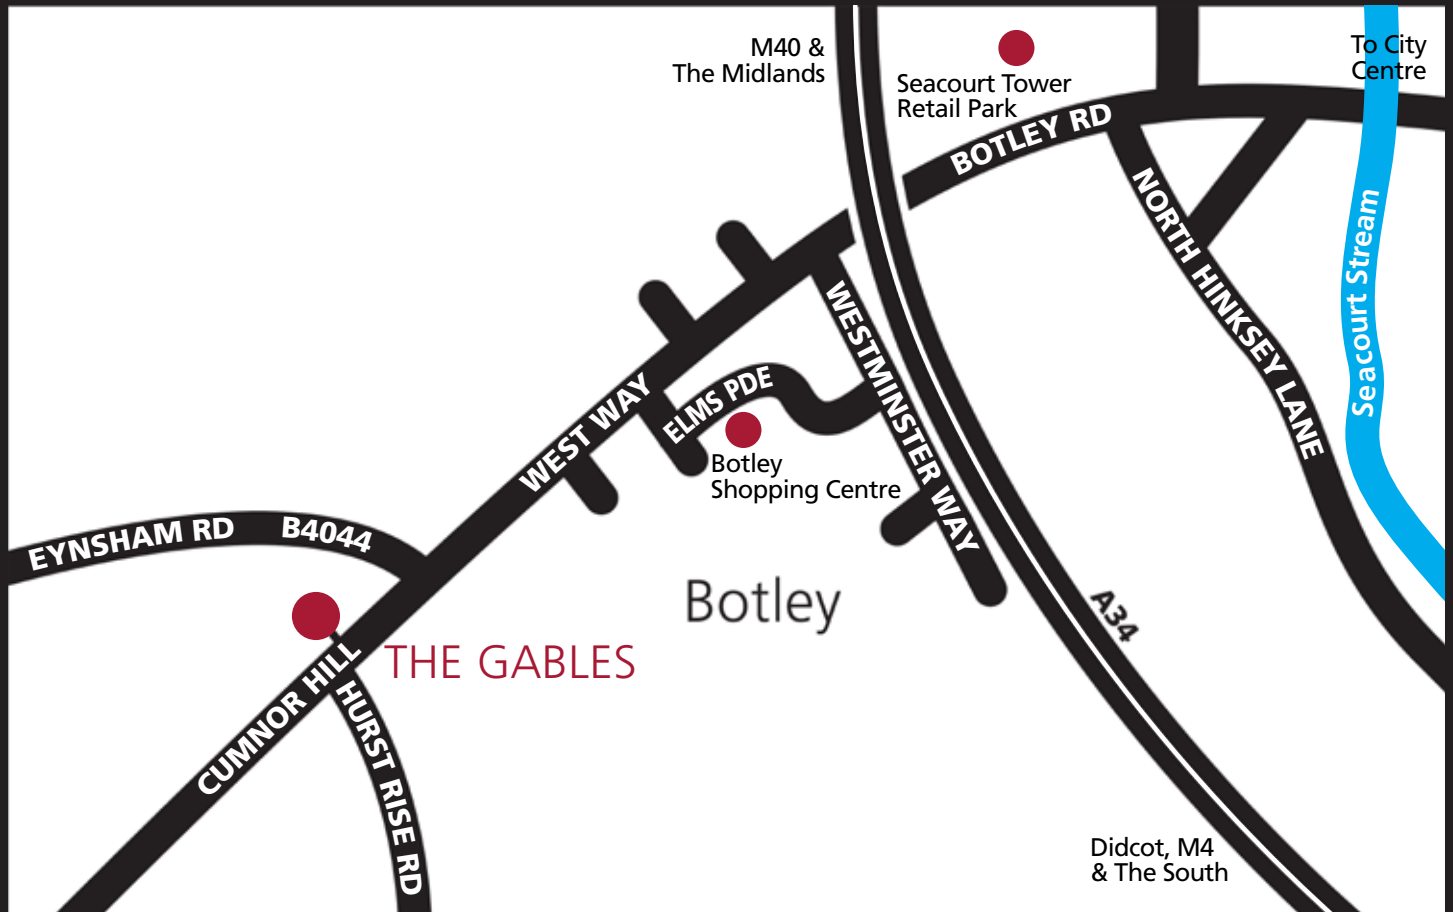 M40 &
The Midlands
Seacourt Tower
Retail Park
To City
Centre
BOTLEY RD
NORTH HINKSEY LANE
Seacourt Stream
WESTMINSTER WAY
ELMS PDE
WEST WAY
Botley
Shopping Centre
EYNSHAM RD B4044
Botley
A34
THE GABLES
CUMNOR HILL
HURST RISE RD
Didcot, M4
& The South